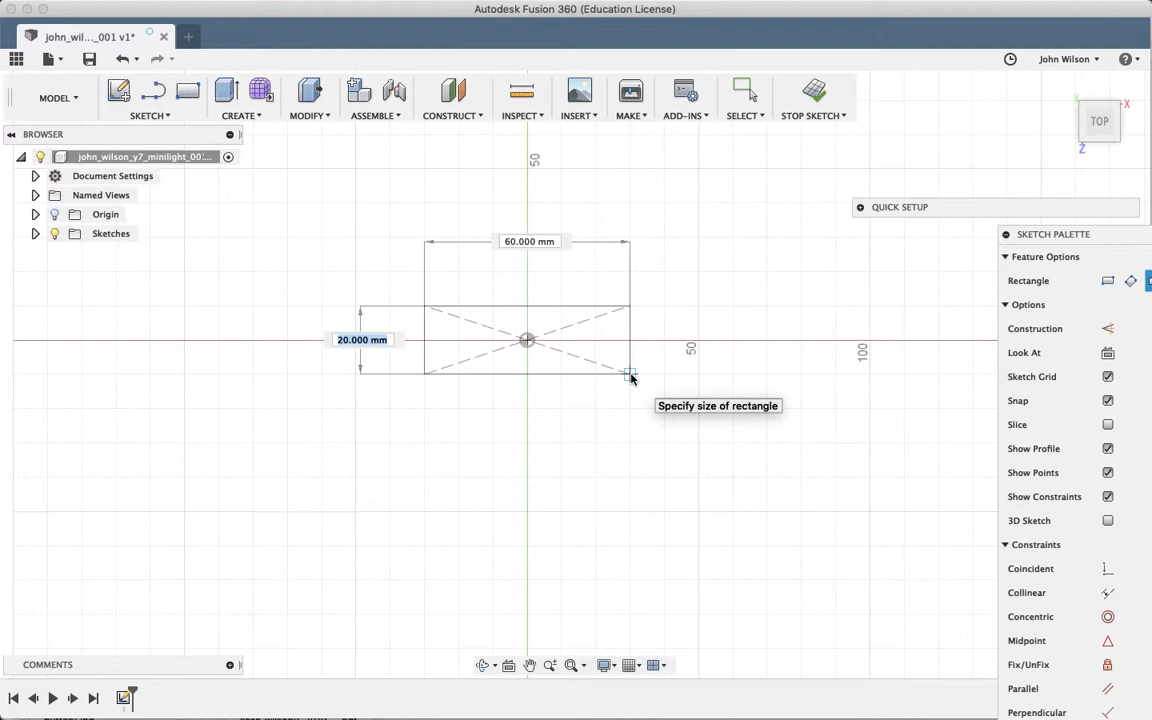 Autodesk Fusion 360 (Education License)
john_wil..._001 v1*
John Wilson
MODEL
SKETCH
CREATE
MODIFY
ASSEMBLE
CONSTRUCT
INSPECT
INSERT
MAKE
ADD-INS
SELECT
STOP SKETCH
BROWSER
john_wilson_y7_minilight_00...
Document Settings
Named Views
Origin
Sketches
TOP
X
Y
Z
QUICK SETUP
50
60.000 mm
20.000 mm
50
100
Specify size of rectangle
SKETCH PALETTE
Feature Options
Rectangle
Options
Construction
Look At
Sketch Grid
Snap
Slice
Show Profile
Show Points
Show Constraints
3D Sketch
Constraints
Coincident
Collinear
Concentric
Midpoint
Fix/UnFix
Parallel
Perpendicular
COMMENTS